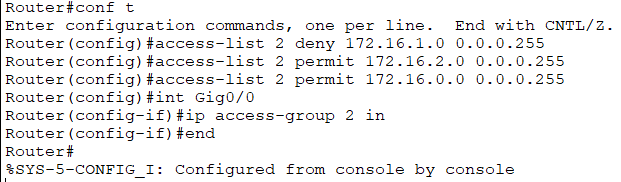 Router#conf t
Enter configuration commands, one per line.  End with CNTL/Z.
Router(config)#access-list 2 deny 172.16.1.0 0.0.0.255
Router(config)#access-list 2 permit 172.16.2.0 0.0.0.255
Router(config)#access-list 2 permit 172.16.0.0 0.0.0.255
Router(config)#int Gig0/0
Router(config-if)#ip access-group 2 in
Router(config-if)#end
Router#
%SYS-5-CONFIG_I: Configured from console by console